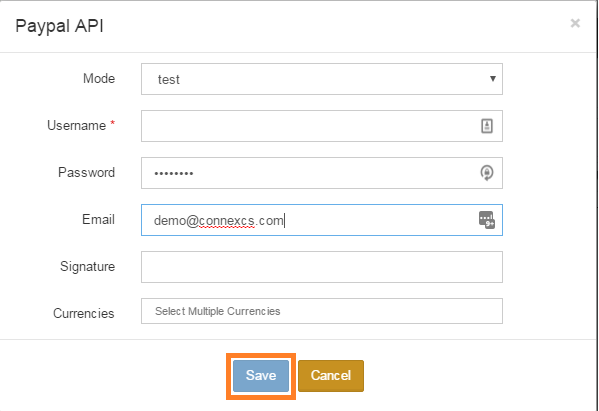 Paypal API ×
Mode test
Username *
Password ••••••••
Email demo@connexcs.com
Signature
Currencies Select Multiple Currencies
Save Cancel